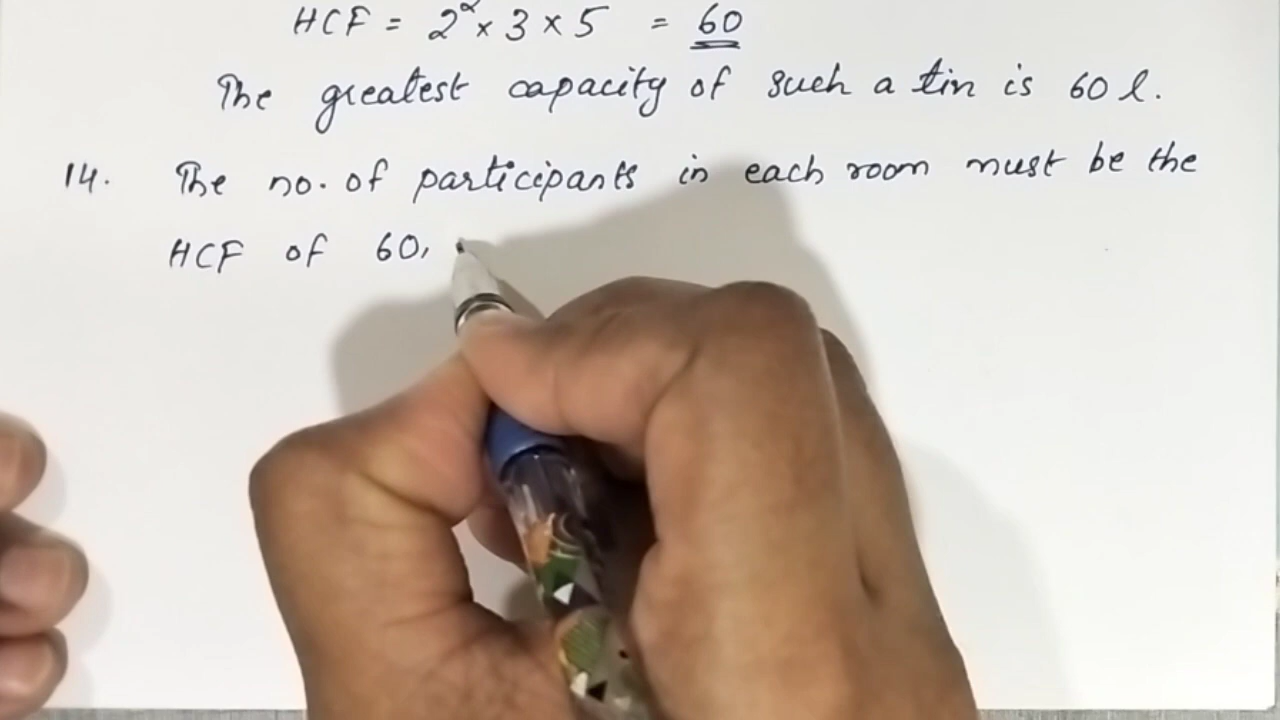 HCF = 2² × 3 × 5 = 60
The greatest capacity of such a tin is 60 l.
14. The no. of participants in each room must be the
HCF of 60,